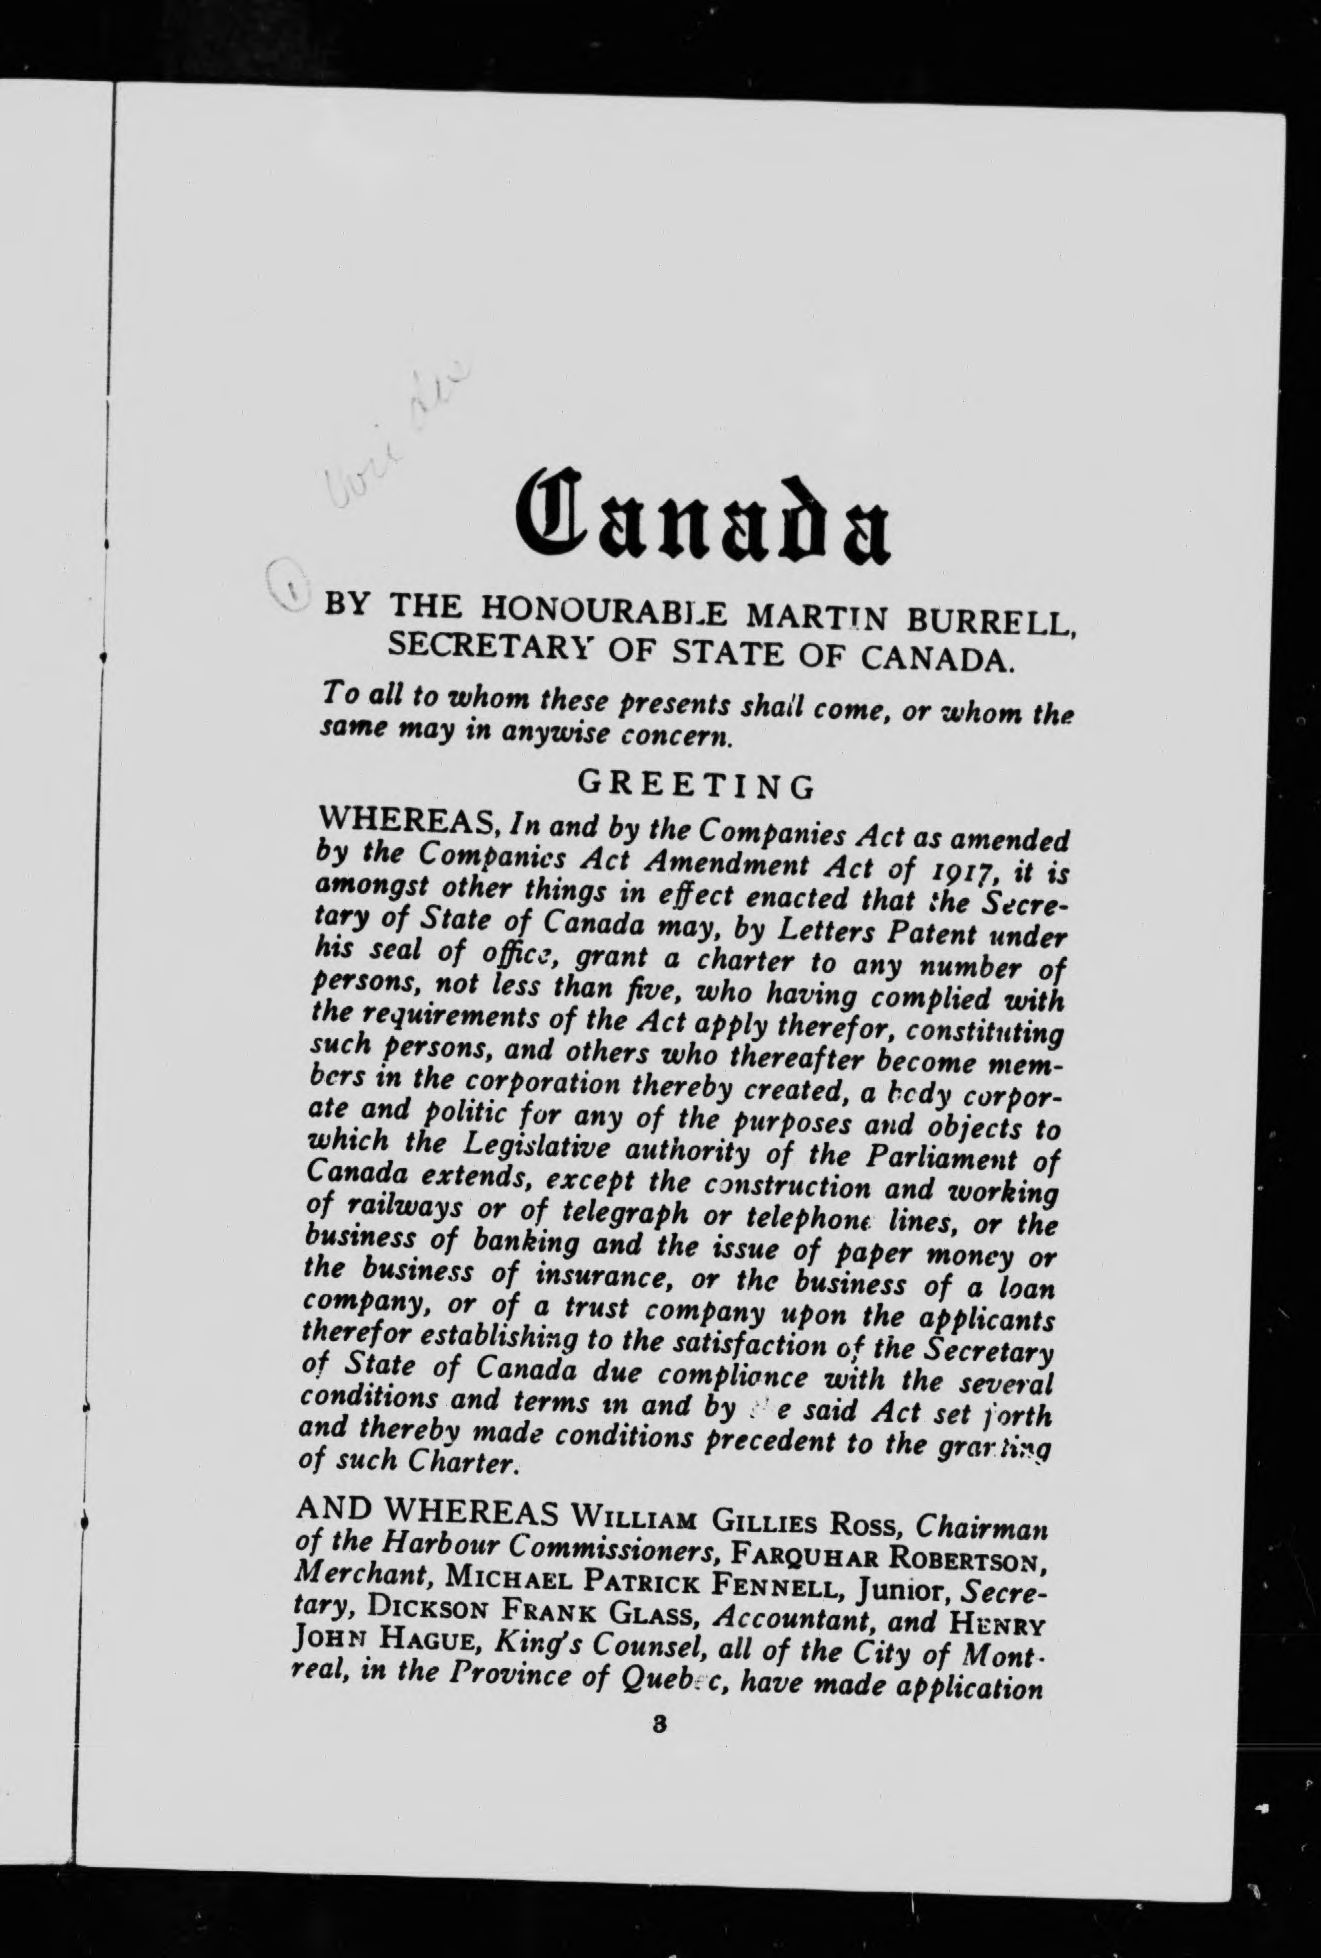 Canada
1
BY THE HONOURABLE MARTIN BURRELL,
SECRETARY OF STATE OF CANADA.
To all to whom these presents shall come, or whom the
same may in anywise concern.
GREETING
WHEREAS, In and by the Companies Act as amended
by the Companies Act Amendment Act of 1917, it is
amongst other things in effect enacted that the Secre-
tary of State of Canada may, by Letters Patent under
his seal of office, grant a charter to any number of
persons, not less than five, who having complied with
the requirements of the Act apply therefor, constituting
such persons, and others who thereafter become mem-
bers in the corporation thereby created, a body corpor-
ate and politic for any of the purposes and objects to
which the Legislative authority of the Parliament of
Canada extends, except the construction and working
of railways or of telegraph or telephone lines, or the
business of banking and the issue of paper money or
the business of insurance, or the business of a loan
company, or of a trust company upon the applicants
therefor establishing to the satisfaction of the Secretary
of State of Canada due compliance with the several
conditions and terms in and by the said Act set forth
and thereby made conditions precedent to the granting
of such Charter.
AND WHEREAS WILLIAM GILLIES ROSS, Chairman
of the Harbour Commissioners, FARQUHAR ROBERTSON,
Merchant, MICHAEL PATRICK FENNELL, Junior, Secre-
tary, DICKSON FRANK GLASS, Accountant, and HENRY
JOHN HAGUE, King's Counsel, all of the City of Mont-
real, in the Province of Quebec, have made application
3